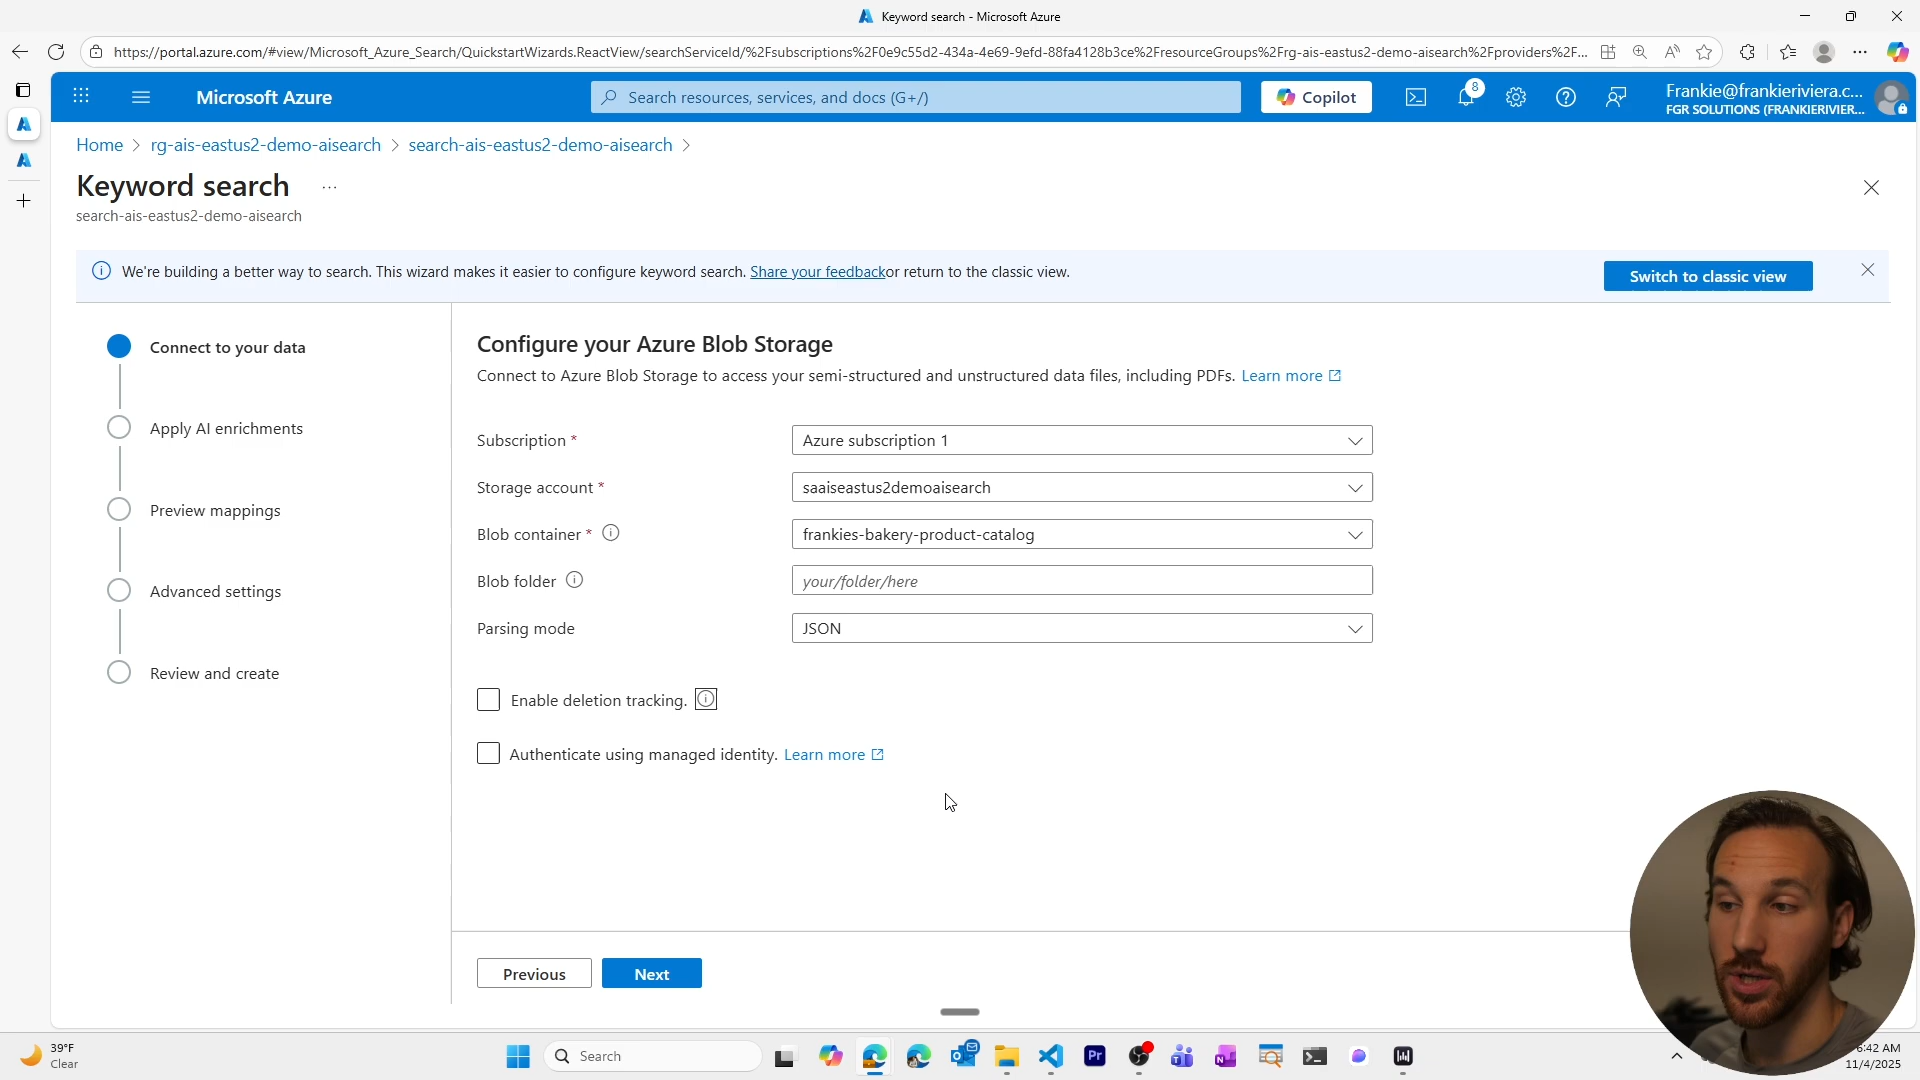 Keyword search - Microsoft Azure
https://portal.azure.com/#view/Microsoft_Azure_Search/QuickstartWizards.ReactView/searchServiceId/%2Fsubscriptions%2F0e9c55d2-434a-4e69-9efd-88fa4128b3ce%2FresourceGroups%2Frg-ais-eastus2-demo-aisearch%2Fproviders%2F...
Microsoft Azure
Search resources, services, and docs (G+/)
Copilot
8
Frankie@frankieriviera.c...
FGR SOLUTIONS (FRANKIERIVIER...
Home > rg-ais-eastus2-demo-aisearch > search-ais-eastus2-demo-aisearch >
Keyword search ...
search-ais-eastus2-demo-aisearch
We're building a better way to search. This wizard makes it easier to configure keyword search. Share your feedbackor return to the classic view.
Switch to classic view
Connect to your data
Apply AI enrichments
Preview mappings
Advanced settings
Review and create
Configure your Azure Blob Storage
Connect to Azure Blob Storage to access your semi-structured and unstructured data files, including PDFs. Learn more
Subscription *
Azure subscription 1
Storage account *
saaiseastus2demoaisearch
Blob container *
frankies-bakery-product-catalog
Blob folder
your/folder/here
Parsing mode
JSON
Enable deletion tracking.
Authenticate using managed identity. Learn more
Previous
Next
39°F
Clear
Search
Pr
6:42 AM
11/4/2025